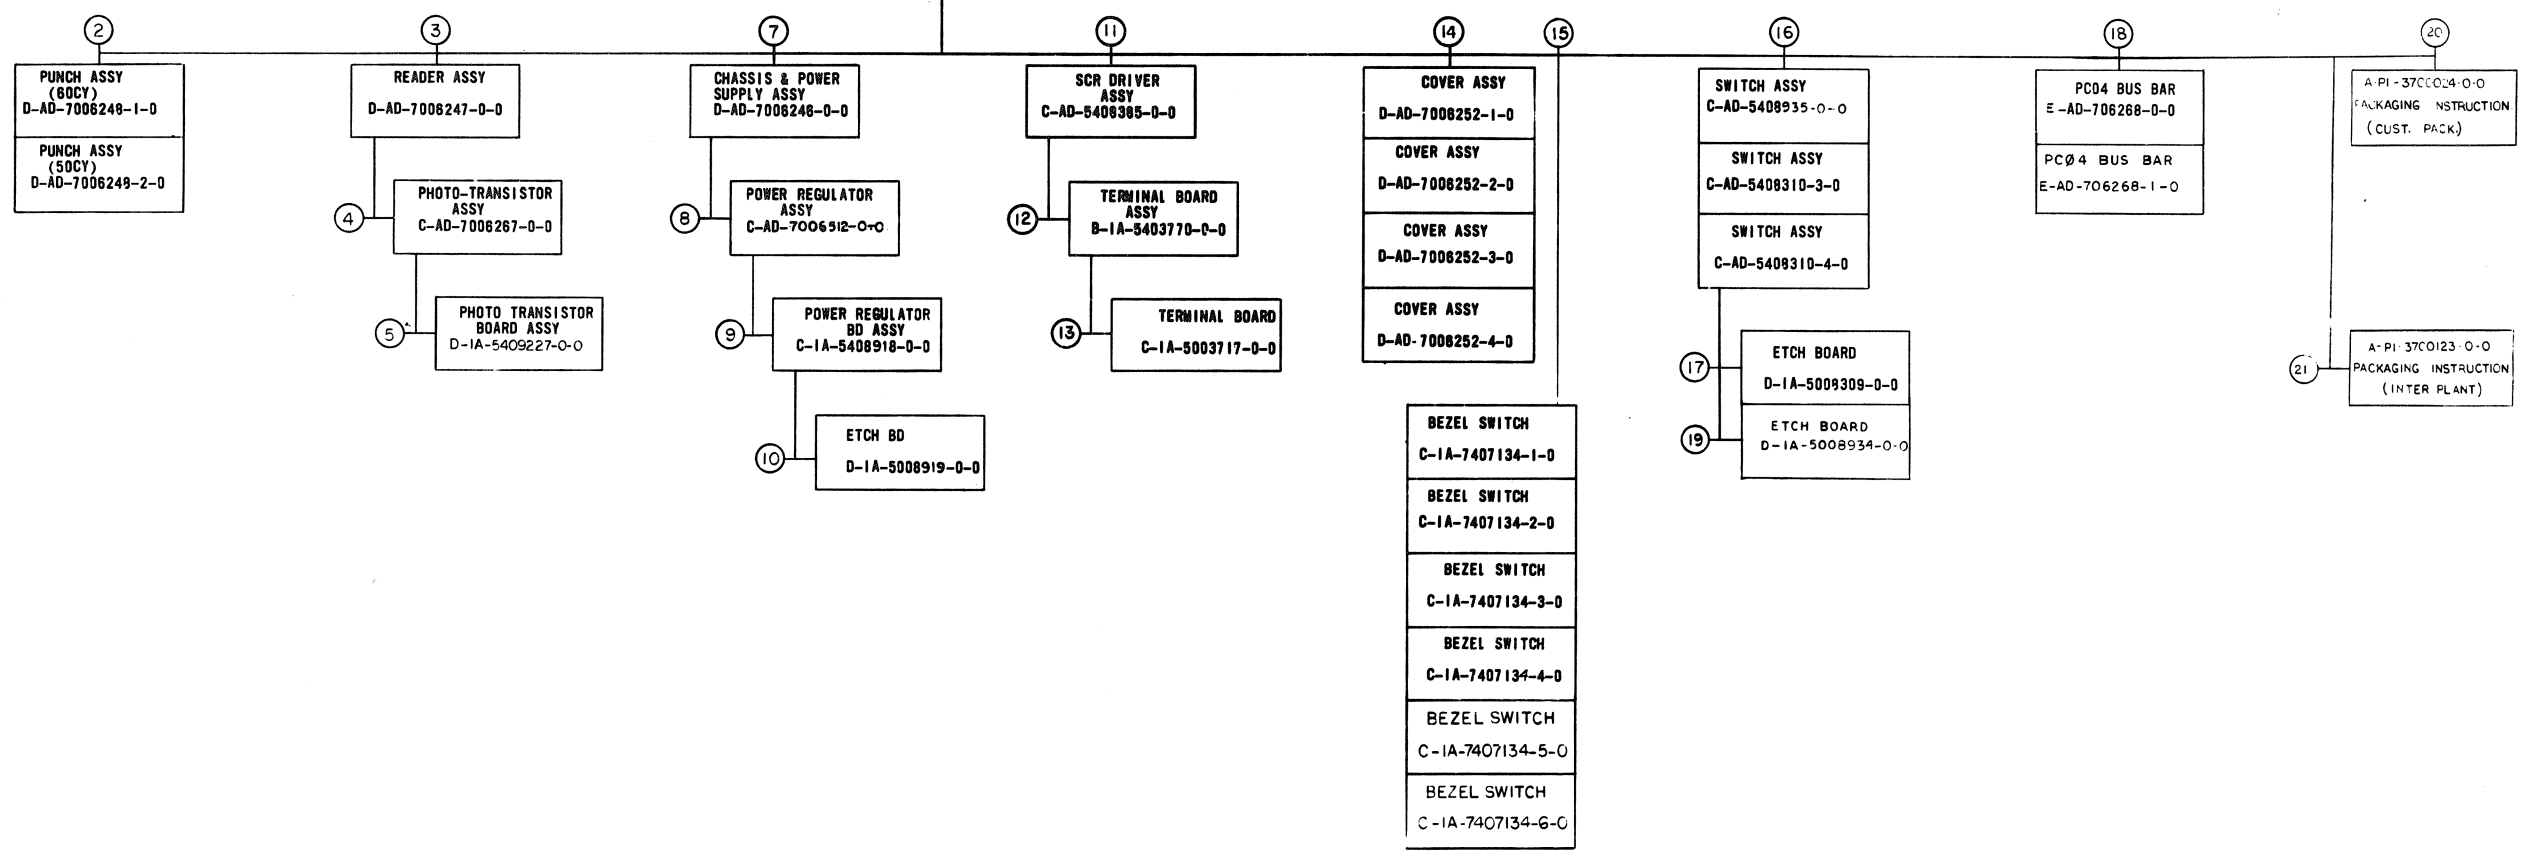 2
PUNCH ASSY
(60CY)
D-AD-7006248-1-0
PUNCH ASSY
(50CY)
D-AD-7006248-2-0
3
READER ASSY
D-AD-7006247-0-0
4
PHOTO-TRANSISTOR
ASSY
C-AD-7006267-0-0
5
PHOTO TRANSISTOR
BOARD ASSY
D-IA-5409227-0-0
7
CHASSIS & POWER
SUPPLY ASSY
D-AD-7006246-0-0
8
POWER REGULATOR
ASSY
C-AD-7006512-0-0
9
POWER REGULATOR
BD ASSY
C-IA-5408918-0-0
10
ETCH BD
D-IA-5008919-0-0
11
SCR DRIVER
ASSY
C-AD-5408385-0-0
12
TERMINAL BOARD
ASSY
B-IA-5403770-0-0
13
TERMINAL BOARD
C-IA-5003717-0-0
14
COVER ASSY
D-AD-7006252-1-0
COVER ASSY
D-AD-7006252-2-0
COVER ASSY
D-AD-7006252-3-0
COVER ASSY
D-AD-7006252-4-0
15
BEZEL SWITCH
C-IA-7407134-1-0
BEZEL SWITCH
C-IA-7407134-2-0
BEZEL SWITCH
C-IA-7407134-3-0
BEZEL SWITCH
C-IA-7407134-4-0
BEZEL SWITCH
C-IA-7407134-5-0
BEZEL SWITCH
C-IA-7407134-6-0
16
SWITCH ASSY
C-AD-5408935-0-0
SWITCH ASSY
C-AD-5408310-3-0
SWITCH ASSY
C-AD-5408310-4-0
17
ETCH BOARD
D-IA-5008309-0-0
19
ETCH BOARD
D-IA-5008934-0-0
18
PC04 BUS BAR
E-AD-706268-0-0
PCØ4 BUS BAR
E-AD-706268-1-0
20
A-PI-3700024-0-0
PACKAGING INSTRUCTION
(CUST. PACK.)
21
A-PI-3700123-0-0
PACKAGING INSTRUCTION
(INTER PLANT)